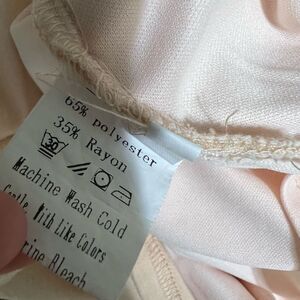 65% polyester
35% Rayon
30
Machine Wash Cold
With Like Colors
Bleach